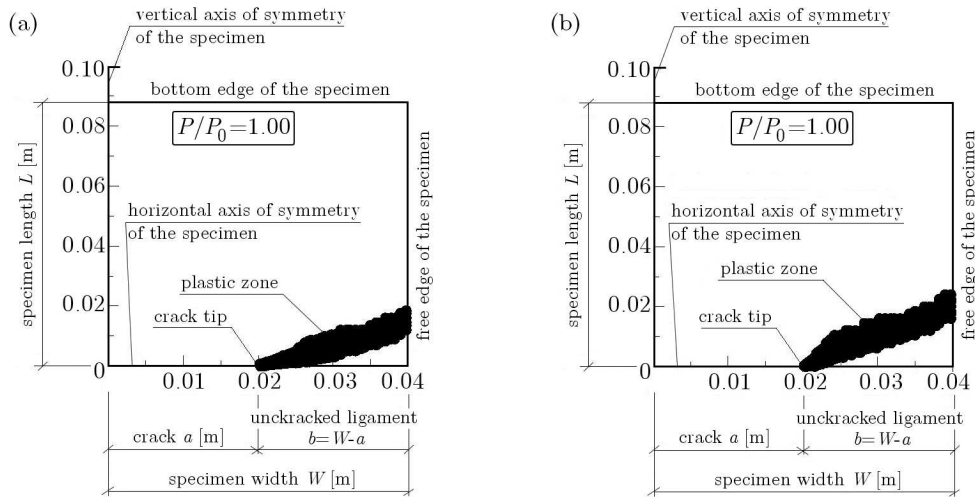 (a)
vertical axis of symmetry
of the specimen
0.10
bottom edge of the specimen
0.08
P/P0=1.00
specimen length L [m]
0.06
horizontal axis of symmetry
of the specimen
0.04
plastic zone
0.02
crack tip
free edge of the specimen
0
0.01
0.02
0.03
0.04
uncracked ligament
crack a [m]
b=W-a
specimen width W [m]
(b)
vertical axis of symmetry
of the specimen
0.10
bottom edge of the specimen
0.08
P/P0=1.00
specimen length L [m]
0.06
horizontal axis of symmetry
of the specimen
0.04
plastic zone
0.02
crack tip
free edge of the specimen
0
0.01
0.02
0.03
0.04
uncracked ligament
crack a [m]
b=W-a
specimen width W [m]